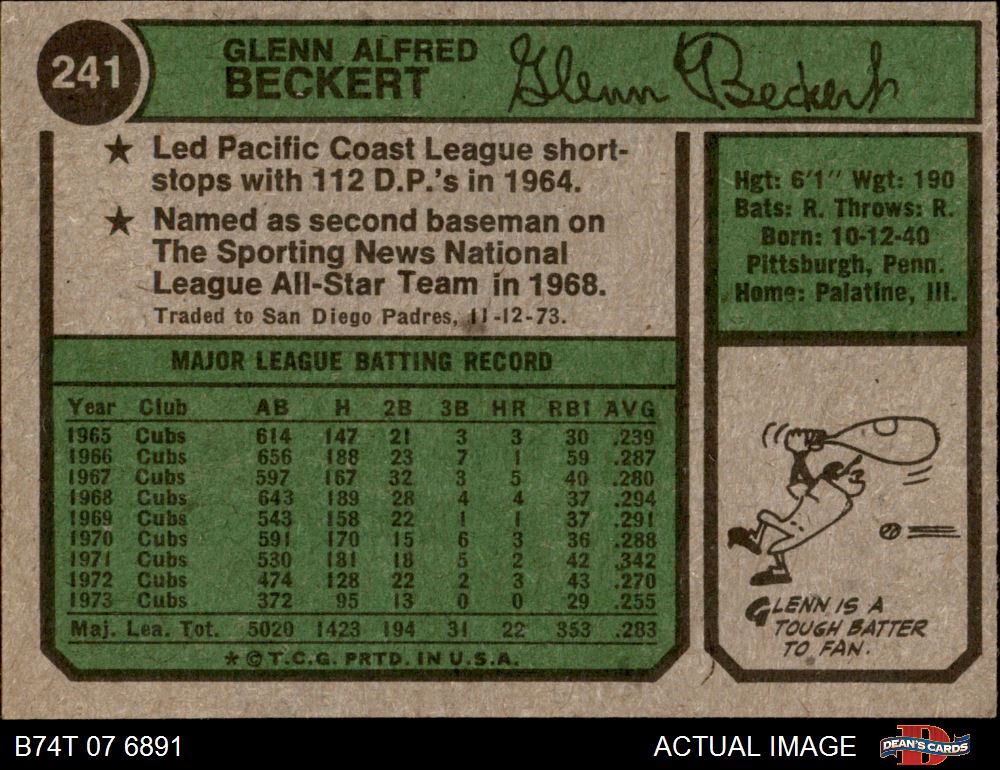 241
GLENN ALFRED
BECKERT
Glenn Beckert
★ Led Pacific Coast League short-
stops with 112 D.P.'s in 1964.
★ Named as second baseman on
The Sporting News National
League All-Star Team in 1968.
Traded to San Diego Padres, 11-12-73.
Hgt: 6'1" Wgt: 190
Bats: R. Throws: R.
Born: 10-12-40
Pittsburgh, Penn.
Home: Palatine, Ill.
MAJOR LEAGUE BATTING RECORD
Year Club AB H 2B 3B HR RBI AVG
1965 Cubs 614 147 21 3 3 30 .239
1966 Cubs 656 188 23 7 1 59 .287
1967 Cubs 597 167 32 3 5 40 .280
1968 Cubs 643 189 28 4 4 37 .294
1969 Cubs 543 158 22 1 1 37 .291
1970 Cubs 591 170 15 6 3 36 .288
1971 Cubs 530 181 18 5 2 42 .342
1972 Cubs 474 128 22 2 3 43 .270
1973 Cubs 372 95 13 0 0 29 .255
Maj. Lea. Tot. 5020 1423 194 31 22 353 .283
* © T.C.G. PRTD. IN U.S.A.
GLENN IS A
TOUGH BATTER
TO FAN.
B74T 07 6891
ACTUAL IMAGE
D
DEAN'S CARDS